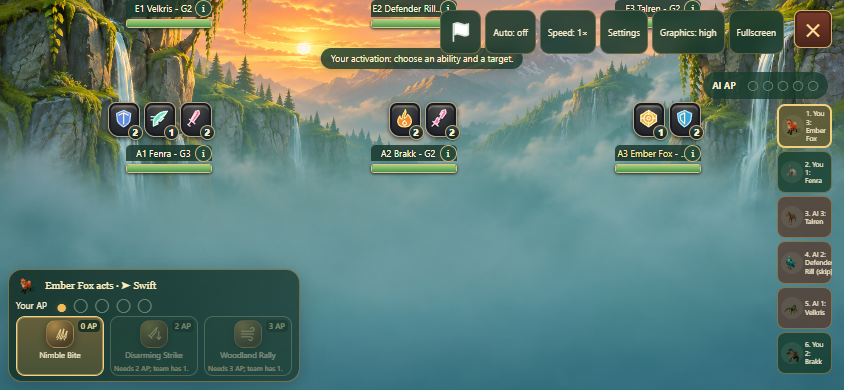 E1 Velkris - G2 i
E2 Defender Rill... i
E3 Talren - G2 i
Auto: off
Speed: 1×
Settings
Graphics: high
Fullscreen
Your activation: choose an ability and a target.
AI AP
2 1 2
2 2
1 2
A1 Fenra - G3 i
A2 Brakk - G2 i
A3 Ember Fox - ... i
1. You
3:
Ember
Fox
2. You
1:
Fenra
3. AI 3:
Talren
4. AI 2:
Defende
Rill (skip
5. AI 1:
Velkris
6. You
2:
Brakk
Ember Fox acts • ➤ Swift
Your AP
0 AP
Nimble Bite
2 AP
Disarming Strike
Needs 2 AP; team has 1.
3 AP
Woodland Rally
Needs 3 AP; team has 1.